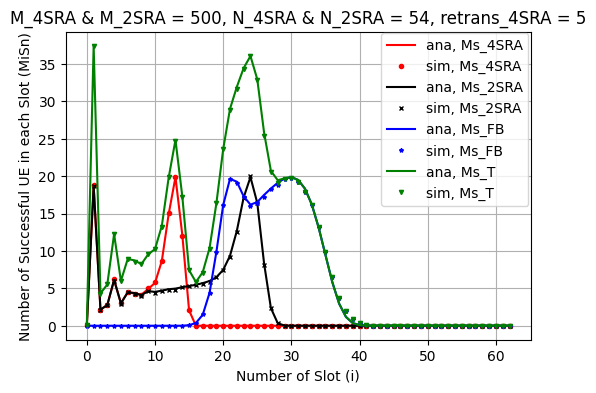 M_4SRA & M_2SRA = 500, N_4SRA & N_2SRA = 54, retrans_4SRA = 5
Number of Successful UE in each Slot (MiSn)
35
30
25
20
15
10
5
0
ana, Ms_4SRA
sim, Ms_4SRA
ana, Ms_2SRA
sim, Ms_2SRA
ana, Ms_FB
sim, Ms_FB
ana, Ms_T
sim, Ms_T
0 10 20 30 40 50 60
Number of Slot (i)